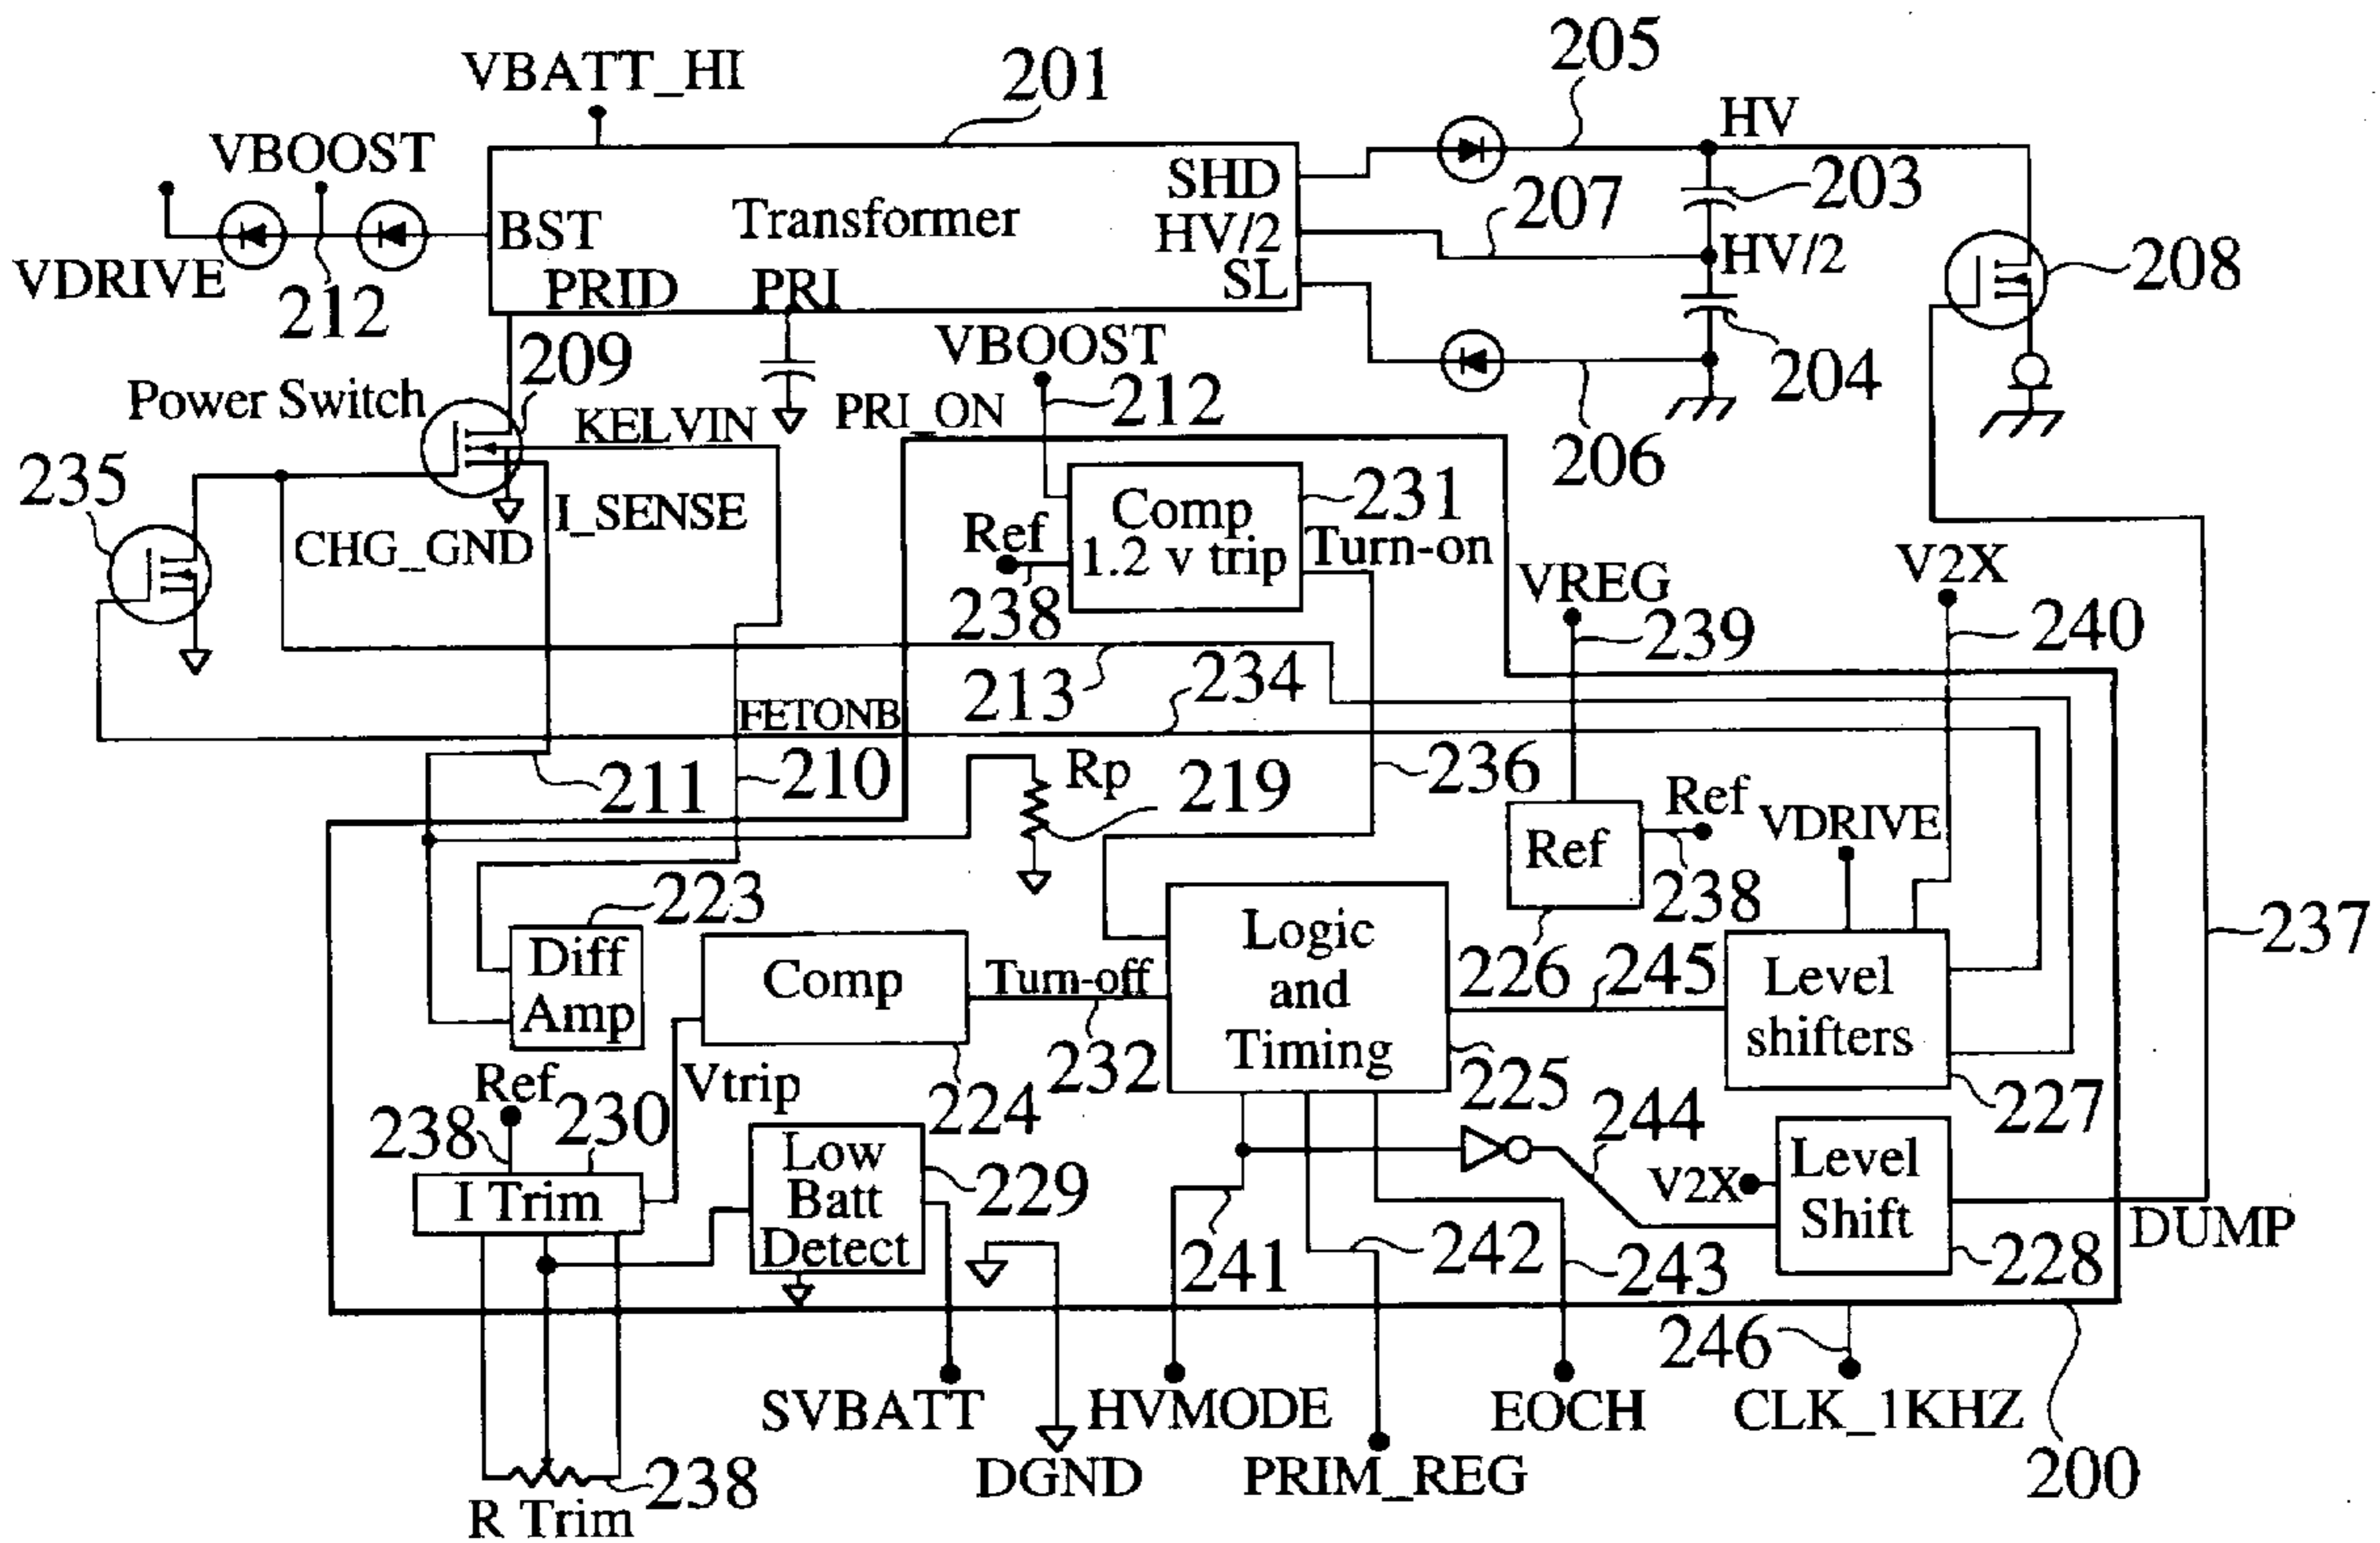 205
VBATT_HI
201
HV
VBOOST
SHD
203
Transformer
207
BST
HV/2
HV/2
208
VDRIVE
SL
PRID
PRI
212
VBOOST
209
204
Power Switch
212
KELVIN
PRI_ON
206
235
231
Comp
I_SENSE
Ref
1.2 v trip
Turn-on
CHG_GND
V2X
VREG
238
239
240
234
213
FETONB
Rp
236
210
211
219
Ref
VDRIVE
Ref
223
238
237
Logic
and
Timing
Diff
Amp
Comp
Turn-off
226
245
Level
shifters
232
Ref
Vtrip
225
244
230
224
227
238
Low
Batt
Detect
229
Level
Shift
V2X
I Trim
DUMP
241
242
243
228
246
SVBATT
HVMODE
EOCH
CLK_1KHZ
DGND
PRIM_REG
200
238
R Trim